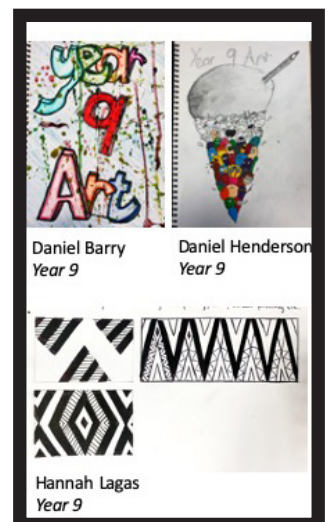 year
9
Art
Year 9 Art
Daniel Barry
Year 9
Daniel Henderson
Year 9
Hannah Lagas
Year 9